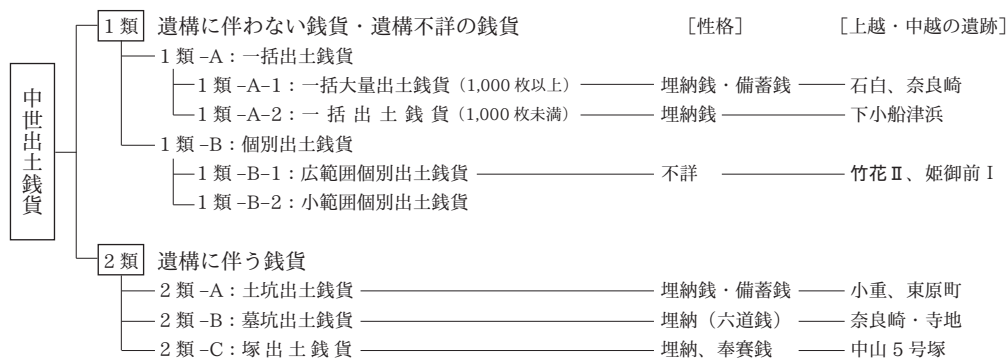 1類 遺構に伴わない銭貨・遺構不詳の銭貨 [性格] [上越・中越の遺跡]
1類–A：一括出土銭貨
1類–A–1：一括大量出土銭貨（1,000枚以上） 埋納銭・備蓄銭 石白、奈良崎
1類–A–2：一括出土銭貨（1,000枚未満） 埋納銭 下小船津浜
1類–B：個別出土銭貨
1類–B–1：広範囲個別出土銭貨 不詳 竹花Ⅱ、姫御前Ⅰ
1類–B–2：小範囲個別出土銭貨
中世出土銭貨
2類 遺構に伴う銭貨
2類–A：土坑出土銭貨 埋納銭・備蓄銭 小重、東原町
2類–B：墓坑出土銭貨 埋納（六道銭） 奈良崎・寺地
2類–C：塚出土銭貨 埋納、奉賽銭 中山5号塚